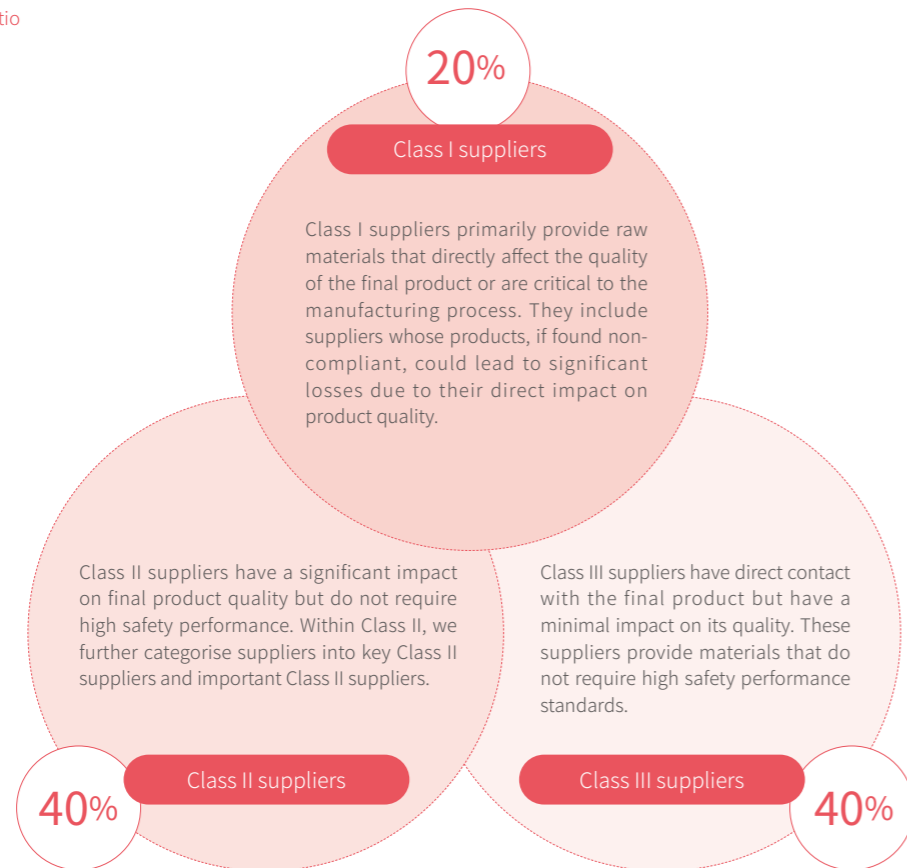 tio
20%
Class I suppliers
Class I suppliers primarily provide raw
materials that directly affect the quality
of the final product or are critical to the
manufacturing process. They include
suppliers whose products, if found non-
compliant, could lead to significant
losses due to their direct impact on
product quality.
Class II suppliers have a significant impact
on final product quality but do not require
high safety performance. Within Class II, we
further categorise suppliers into key Class II
suppliers and important Class II suppliers.
Class III suppliers have direct contact
with the final product but have a
minimal impact on its quality. These
suppliers provide materials that do
not require high safety performance
standards.
Class II suppliers
40%
Class III suppliers
40%